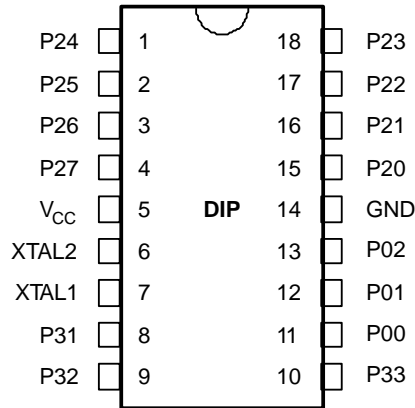 P24 1 18 P23
P25 2 17 P22
P26 3 16 P21
P27 4 15 P20
VCC 5 DIP 14 GND
XTAL2 6 13 P02
XTAL1 7 12 P01
P31 8 11 P00
P32 9 10 P33